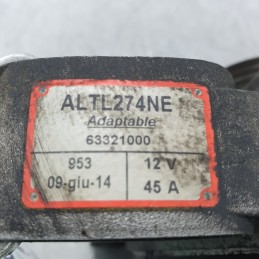 ALTL274NE
Adaptable
63321000
953 12 V
09-giu-14 45 A